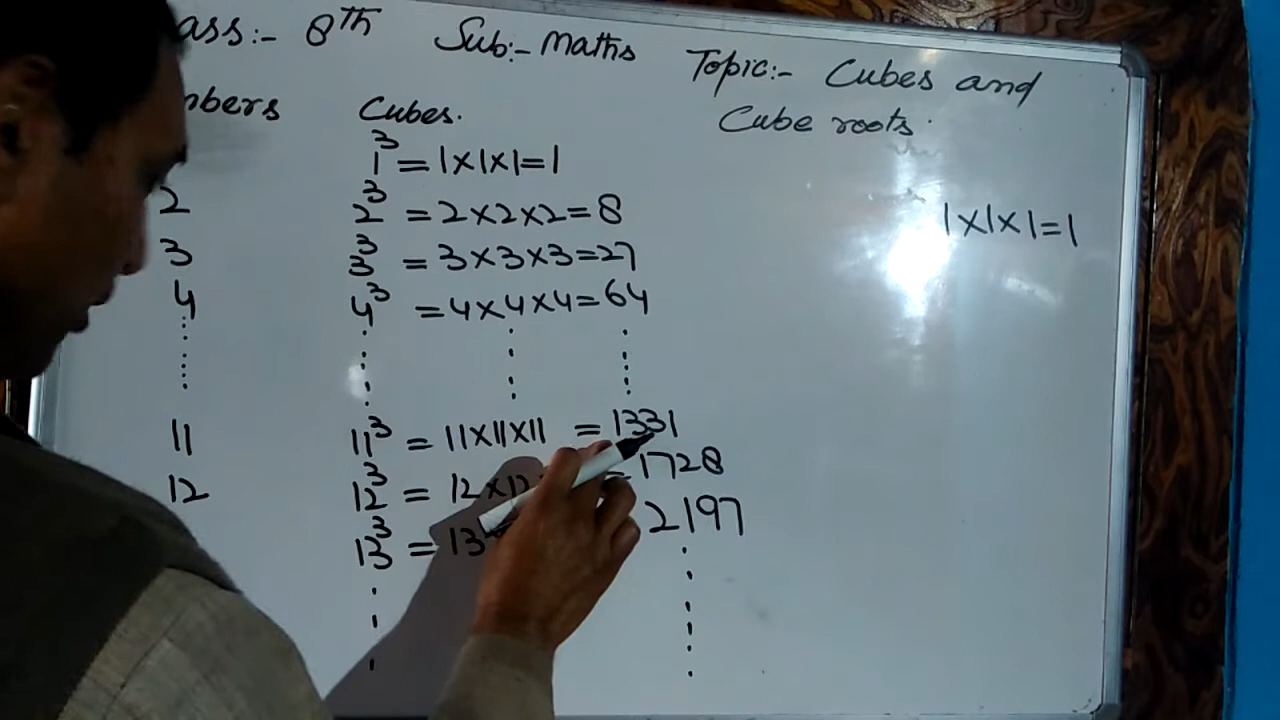 ass:- 8th Sub:- Maths Topic:- Cubes and
Cube roots.
mbers Cubes.
1³ = 1×1×1=1
1×1×1=1
2 2³ = 2×2×2=8
3 3³ = 3×3×3=27
4 4³ = 4×4×4=64
11 11³ = 11×11×11 = 1331
12 12³ = 12×12 = 1728
13³ = 13 2197